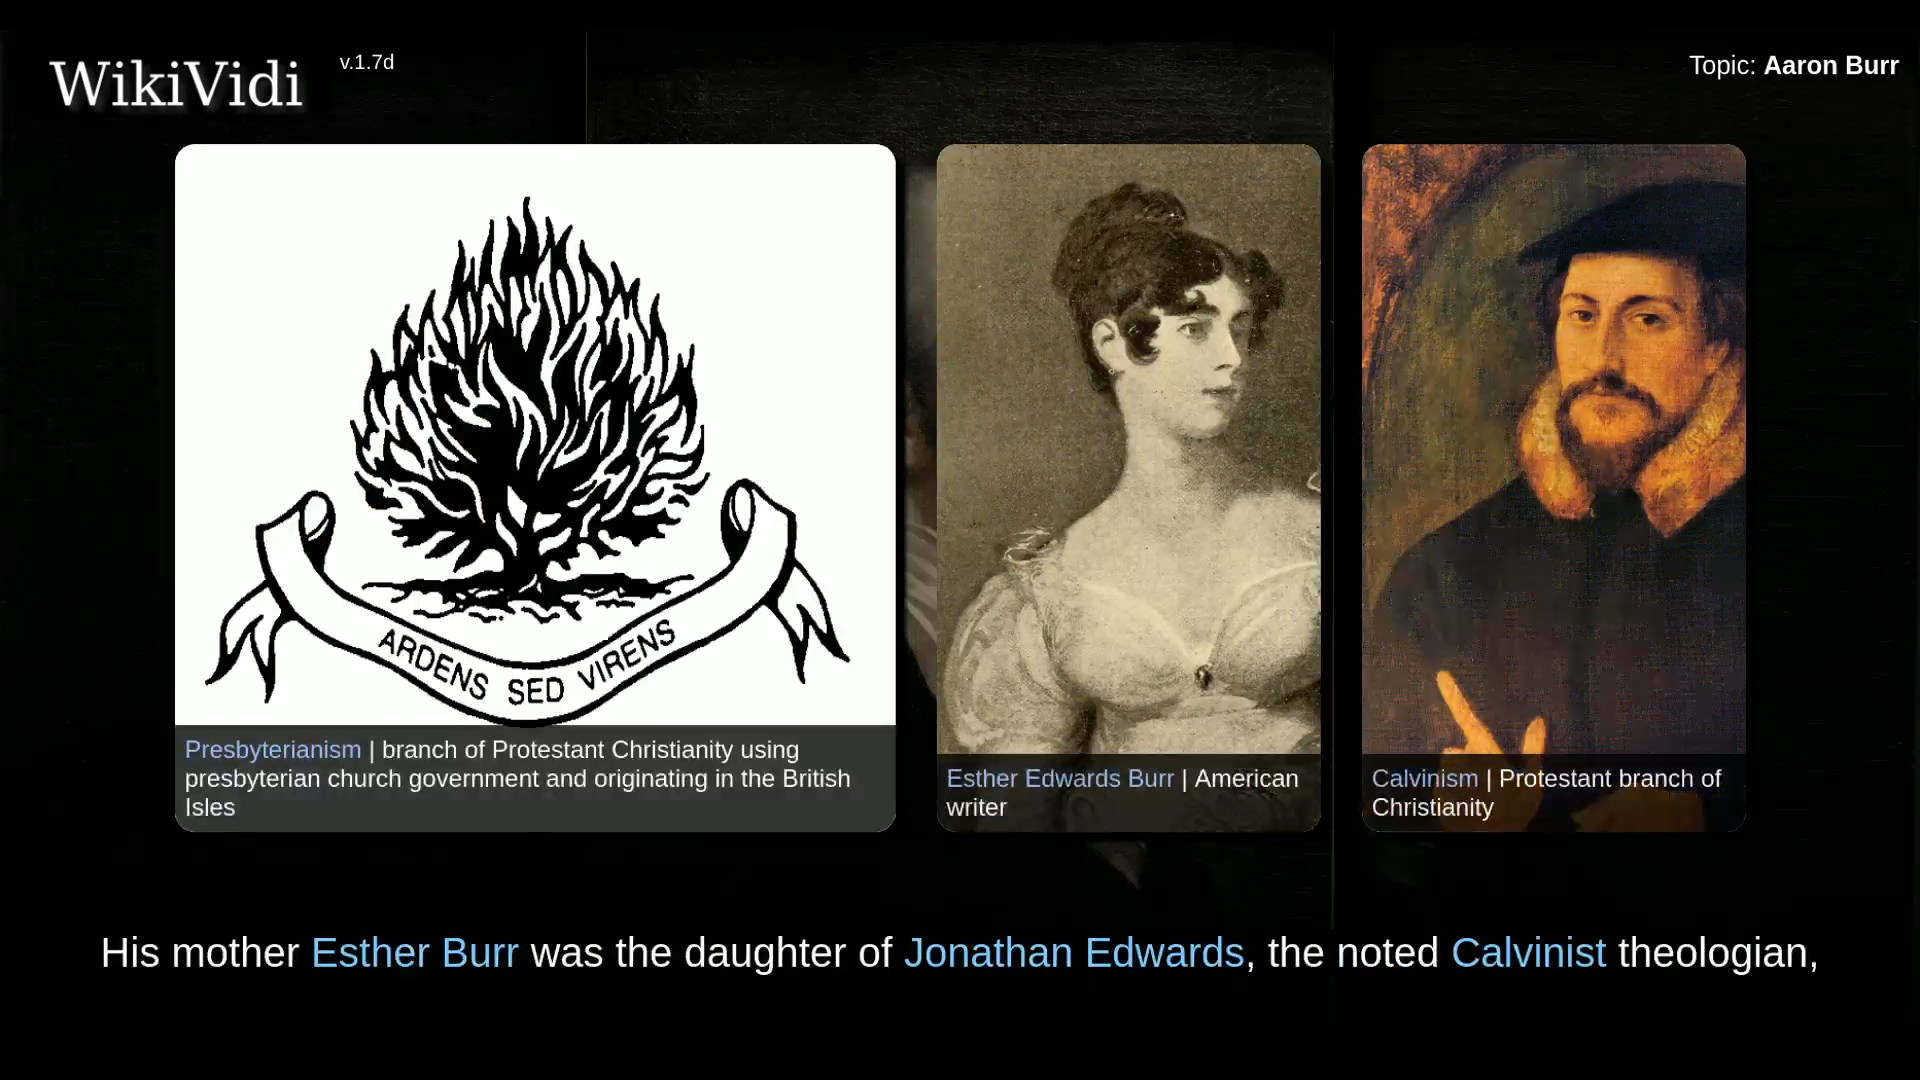 WikiVidi
v.1.7d
Topic: Aaron Burr
ARDENS SED VIRENS
Presbyterianism | branch of Protestant Christianity using
presbyterian church government and originating in the British
Isles
Esther Edwards Burr | American
writer
Calvinism | Protestant branch of
Christianity
His mother Esther Burr was the daughter of Jonathan Edwards, the noted Calvinist theologian,